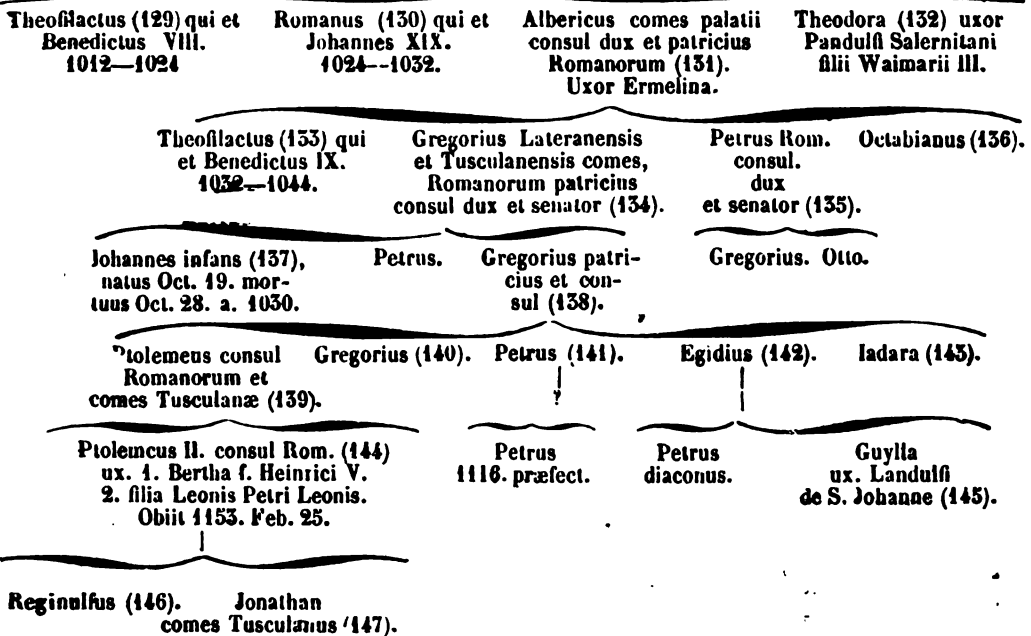 Theofilactus (129) qui et
Benedictus VIII.
1012—1024
Romanus (130) qui et
Johannes XIX.
1024--1032.
Albericus comes palatii
consul dux et patricius
Romanorum (131).
Uxor Ermelina.
Theodora (132) uxor
Pandulfi Salernitani
filii Waimarii III.
Theofilactus (133) qui
et Benedictus IX.
1032—1044.
Gregorius Lateranensis
et Tusculanensis comes,
Romanorum patricius
consul dux et senator (134).
Petrus Rom.
consul.
dux
et senator (135).
Octabianus (136).
Johannes infans (137),
natus Oct. 19. mor-
tuus Oct. 28. a. 1030.
Petrus.
Gregorius patri-
cius et con-
sul (138).
Gregorius. Otto.
Ptolemeus consul
Romanorum et
comes Tusculanæ (139).
Gregorius (140).
Petrus (141).
Egidius (142).
Iadara (143).
?
Ptolemeus II. consul Rom. (144)
ux. 1. Bertha f. Heinrici V.
2. filia Leonis Petri Leonis.
Obiit 1153. Feb. 25.
Petrus
1116. præfect.
Petrus
diaconus.
Guylla
ux. Landulfi
de S. Johanne (145).
Reginulfus (146).
Jonathan
comes Tusculanus (147).